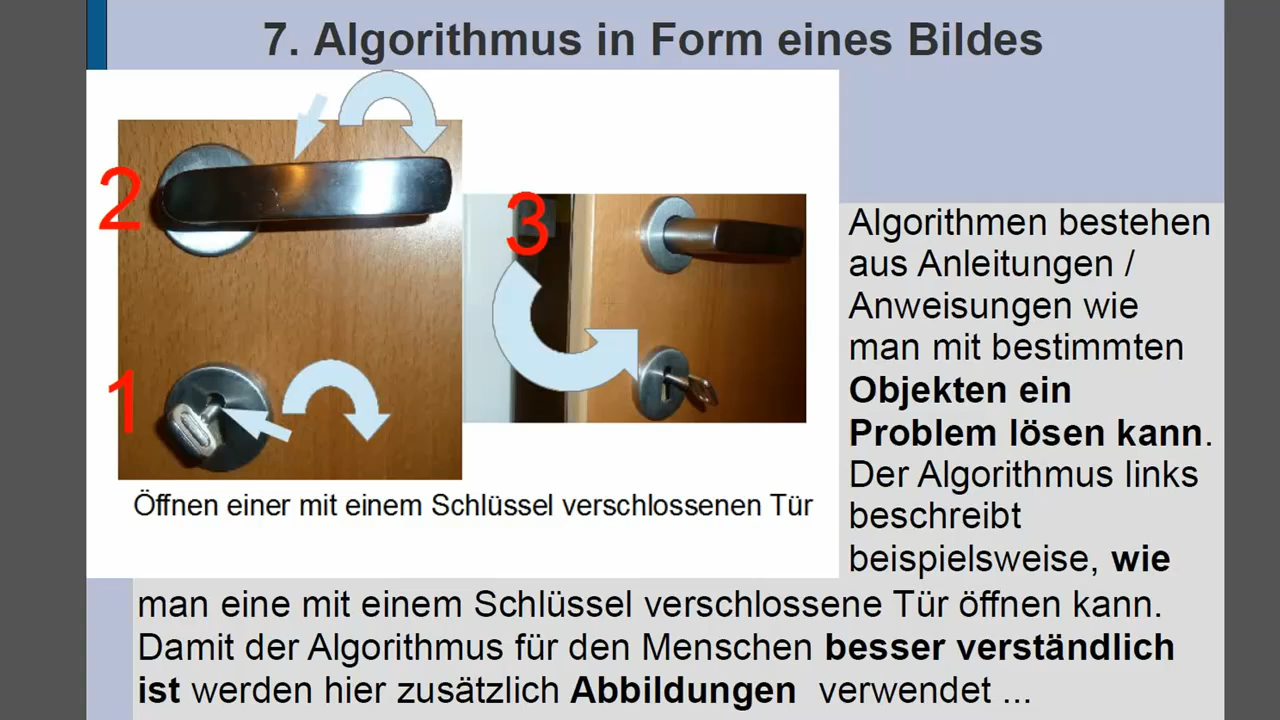 7. Algorithmus in Form eines Bildes
2
3
1
Öffnen einer mit einem Schlüssel verschlossenen Tür
Algorithmen bestehen
aus Anleitungen /
Anweisungen wie
man mit bestimmten
Objekten ein
Problem lösen kann.
Der Algorithmus links
beschreibt
beispielsweise, wie
man eine mit einem Schlüssel verschlossene Tür öffnen kann.
Damit der Algorithmus für den Menschen besser verständlich
ist werden hier zusätzlich Abbildungen verwendet ...